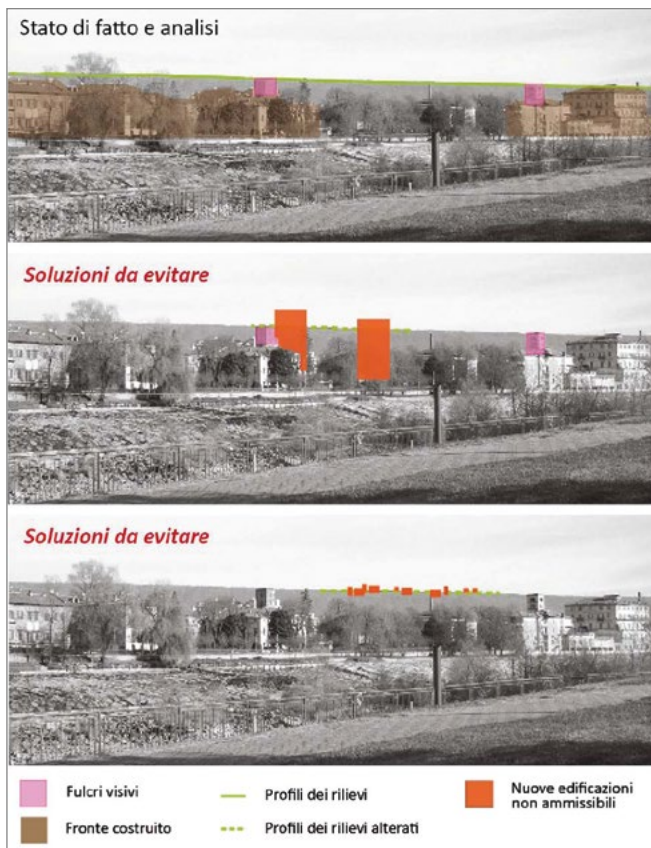 Stato di fatto e analisi
Soluzioni da evitare
Soluzioni da evitare
Fulcri visivi
Profili dei rilievi
Nuove edificazioni
non ammissibili
Fronte costruito
Profili dei rilievi alterati